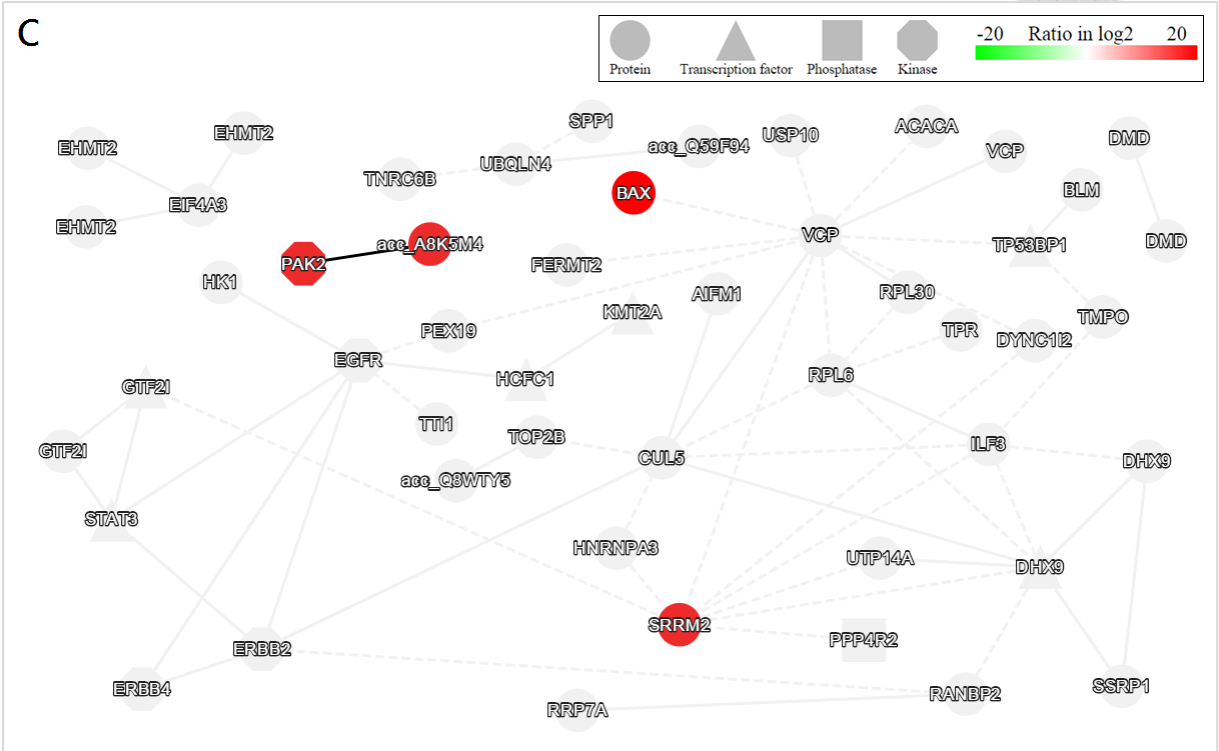 C
-20 Ratio in log2 20
Protein Transcription factor Phosphatase Kinase
SPP1
ACACA
EHMT2
USP10
DMD
EHMT2
acc_Q59F94
VCP
UBQLN4
TNRC6B
BAX
BLM
EIF4A3
EHMT2
VCP
DMD
acc_A8K5M4
TP53BP1
PAK2
FERMT2
HK1
AIFM1
RPL30
KMT2A
TMPO
PEX19
TPR
DYNC1I2
EGFR
HCFC1
RPL6
GTF2I
TTI1
TOP2B
ILF3
GTF2I
CUL5
DHX9
acc_Q8WTY5
STAT3
HNRNPA3
UTP14A
DHX9
SRRM2
PPP4R2
ERBB2
ERBB4
RANBP2
SSRP1
RRP7A